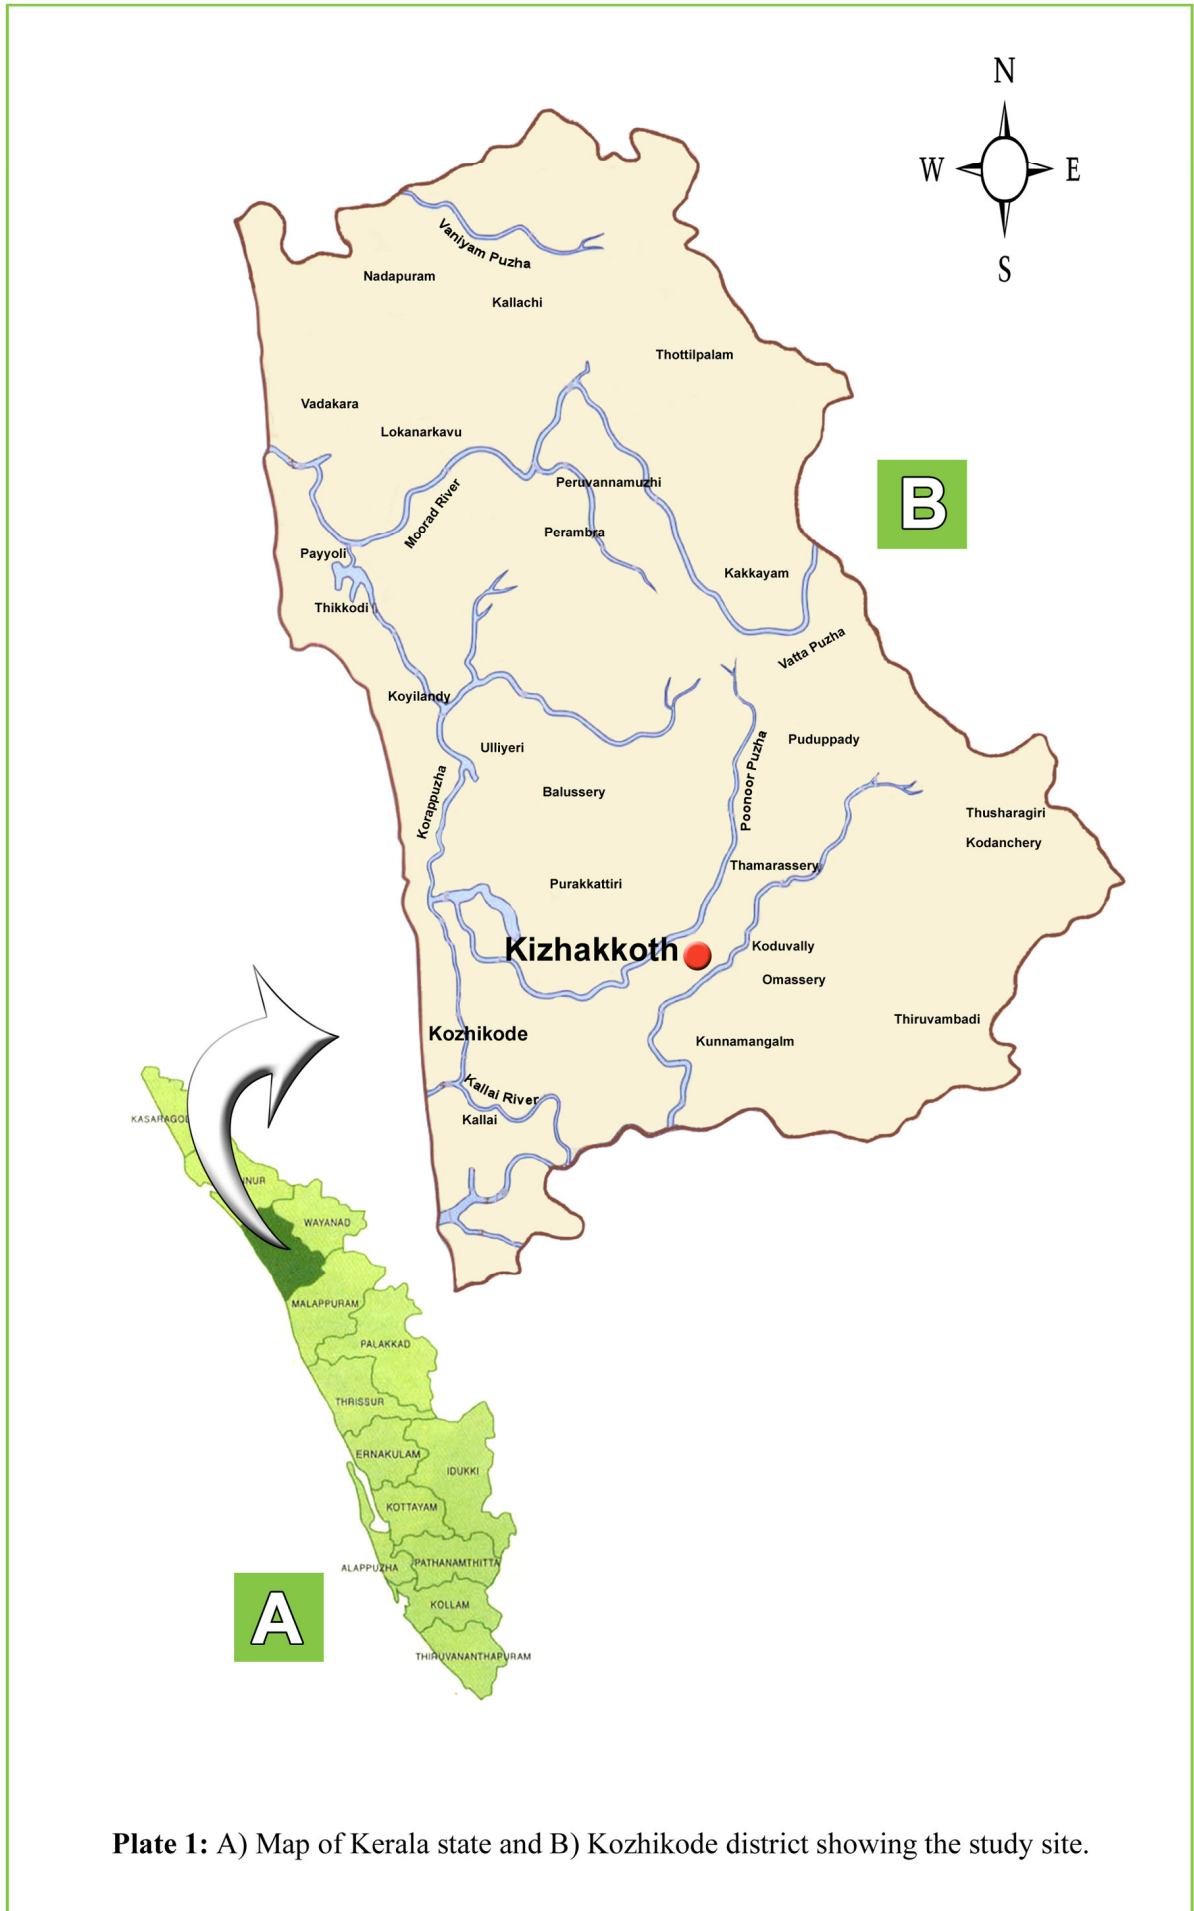 N
W
E
S
Vaniyam Puzha
Nadapuram
Kallachi
Thottilpalam
Vadakara
Lokanarkavu
Moorad River
Peruvannamuzhi
B
Perambra
Payyoli
Kakkayam
Thikkodi
Vatta Puzha
Koyilandy
Ulliyeri
Puduppady
Poonoor Puzha
Korappuzha
Balussery
Thusharagiri
Kodanchery
Thamarassery
Purakkattiri
Kizhakkoth
Koduvally
Omassery
Thiruvambadi
Kozhikode
Kunnamangalm
Kallai River
Kallai
KASARAGOD
NNUR
WAYANAD
MALAPPURAM
PALAKKAD
THRISSUR
ERNAKULAM
IDUKKI
KOTTAYAM
ALAPPUZHA
PATHANAMTHITTA
A
KOLLAM
THIRUVANANTHAPURAM
Plate 1: A) Map of Kerala state and B) Kozhikode district showing the study site.